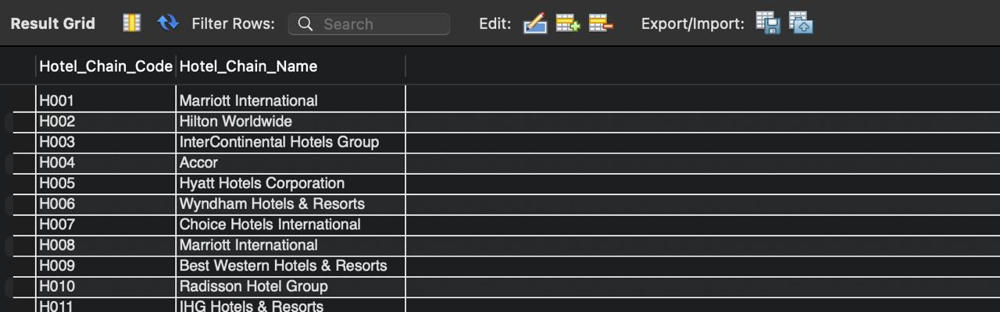 Result Grid Filter Rows: Search Edit: Export/Import:
Hotel_Chain_Code Hotel_Chain_Name
H001 Marriott International
H002 Hilton Worldwide
H003 InterContinental Hotels Group
H004 Accor
H005 Hyatt Hotels Corporation
H006 Wyndham Hotels & Resorts
H007 Choice Hotels International
H008 Marriott International
H009 Best Western Hotels & Resorts
H010 Radisson Hotel Group
H011 IHG Hotels & Resorts